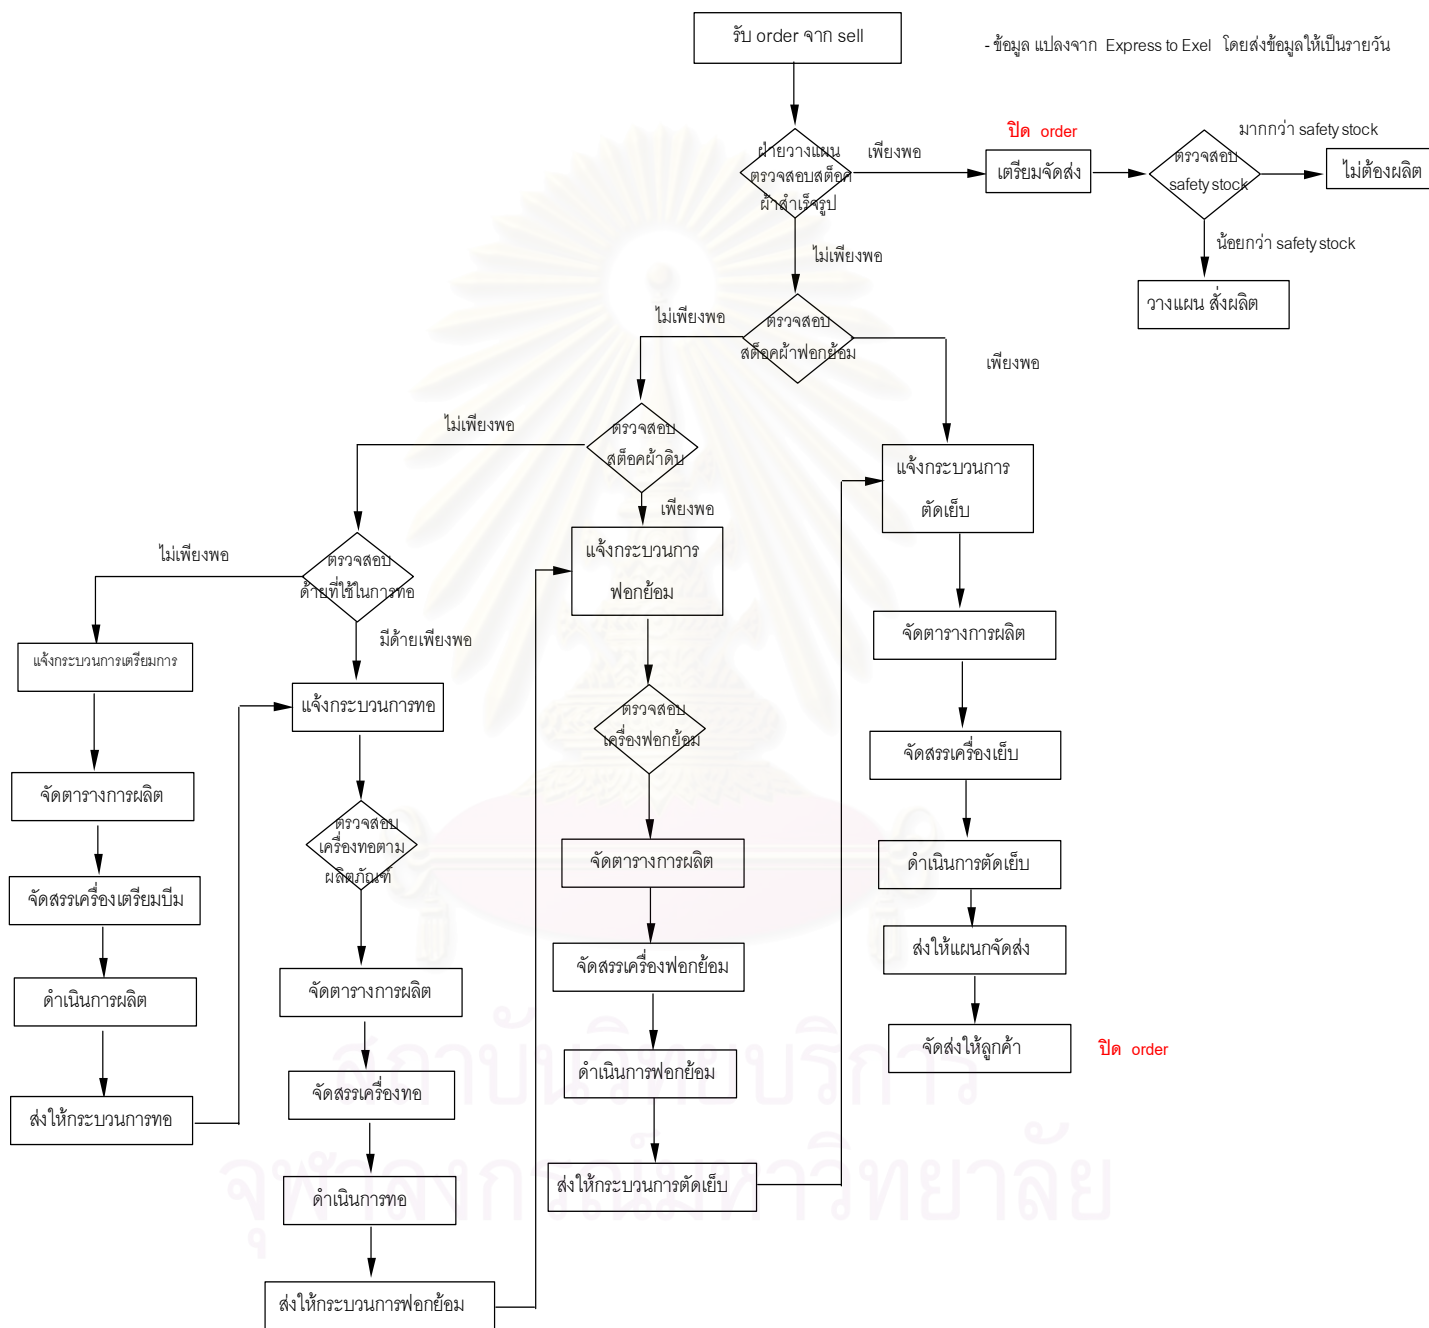 รับ order จาก sell
- ข้อมูล แปลงจาก Express to Exel โดยส่งข้อมูลให้เป็นรายวัน
ฝ่ายวางแผน
ตรวจสอบสต็อค
ผ้าสำเร็จรูป
เพียงพอ
ปิด order
เตรียมจัดส่ง
ตรวจสอบ
safety stock
มากกว่า safety stock
ไม่ต้องผลิต
น้อยกว่า safety stock
วางแผน สั่งผลิต
ไม่เพียงพอ
ตรวจสอบ
สต็อคผ้าฟอกย้อม
ไม่เพียงพอ
เพียงพอ
ตรวจสอบ
สต็อคผ้าดิบ
ไม่เพียงพอ
เพียงพอ
แจ้งกระบวนการ
ตัดเย็บ
ตรวจสอบ
ด้ายที่ใช้ในการทอ
ไม่เพียงพอ
มีด้ายเพียงพอ
แจ้งกระบวนการ
ฟอกย้อม
จัดตารางการผลิต
แจ้งกระบวนการเตรียมการ
แจ้งกระบวนการทอ
ตรวจสอบ
เครื่องฟอกย้อม
จัดสรรเครื่องเย็บ
จัดตารางการผลิต
ตรวจสอบ
เครื่องทอตาม
ผลิตภัณฑ์
จัดตารางการผลิต
ดำเนินการตัดเย็บ
จัดสรรเครื่องเตรียมบีม
ส่งให้แผนกจัดส่ง
จัดสรรเครื่องฟอกย้อม
ดำเนินการผลิต
จัดตารางการผลิต
จัดส่งให้ลูกค้า
ปิด order
ดำเนินการฟอกย้อม
จัดสรรเครื่องทอ
ส่งให้กระบวนการทอ
ส่งให้กระบวนการตัดเย็บ
ดำเนินการทอ
ส่งให้กระบวนการฟอกย้อม
สถาบันวิทยบริการ
จุฬาลงกรณ์มหาวิทยาลัย